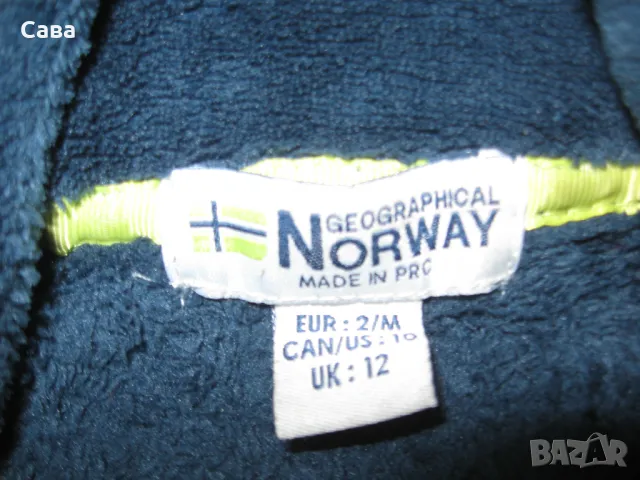 Сава
GEOGRAPHICAL
NORWAY
MADE IN PRC
EUR : 2/M
CAN/US : 10
UK : 12
BAZAR